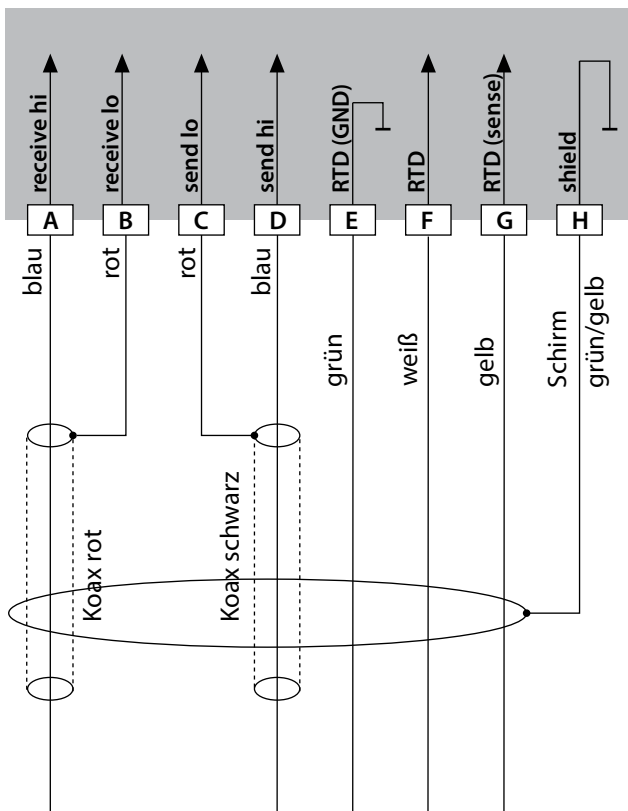 receive hi
receive lo
send lo
send hi
RTD (GND)
RTD
RTD (sense)
shield
A
B
C
D
E
F
G
H
blau
rot
rot
blau
grün
weiß
gelb
Schirm
grün/gelb
Koax rot
Koax schwarz